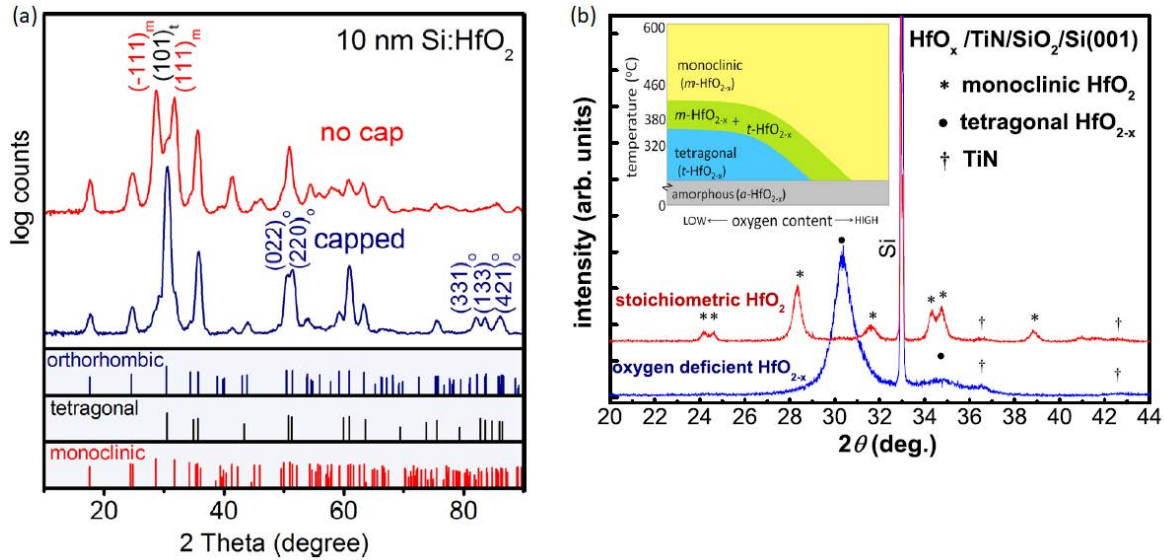 (a)
10 nm Si:HfO2
(-111)m
(101)t
(111)m
no cap
log counts
capped
(022)o
(220)o
(331)o
(133)o
(421)o
orthorhombic
tetragonal
monoclinic
20 40 60 80
2 Theta (degree)
(b)
HfOx /TiN/SiO2/Si(001)
* monoclinic HfO2
• tetragonal HfO2-x
† TiN
600
460
380
320
0
temperature (°C)
monoclinic
(m-HfO2-x)
m-HfO2-x + t-HfO2-x
tetragonal
(t-HfO2-x)
amorphous (a-HfO2-x)
LOW ← oxygen content → HIGH
intensity (arb. units)
Si
stoichiometric HfO2
oxygen deficient HfO2-x
* * * * * * *
• •
† † † †
20 22 24 26 28 30 32 34 36 38 40 42 44
2θ (deg.)